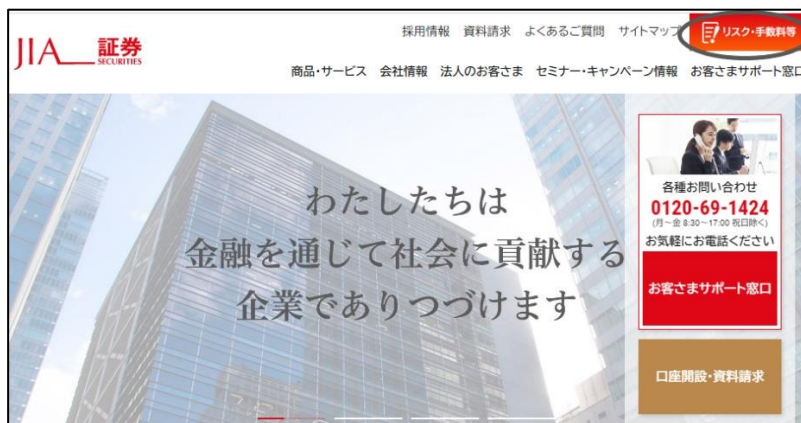 JIA 証券
SECURITIES
採用情報 資料請求 よくあるご質問 サイトマップ
リスク・手数料等
商品・サービス 会社情報 法人のお客さま セミナー・キャンペーン情報 お客さまサポート窓口
わたしたちは
金融を通じて社会に貢献する
企業でありつづけます
各種お問い合わせ
0120-69-1424
(月~金 8:30~17:00 祝日除く)
お気軽にお電話ください
お客さまサポート窓口
口座開設・資料請求